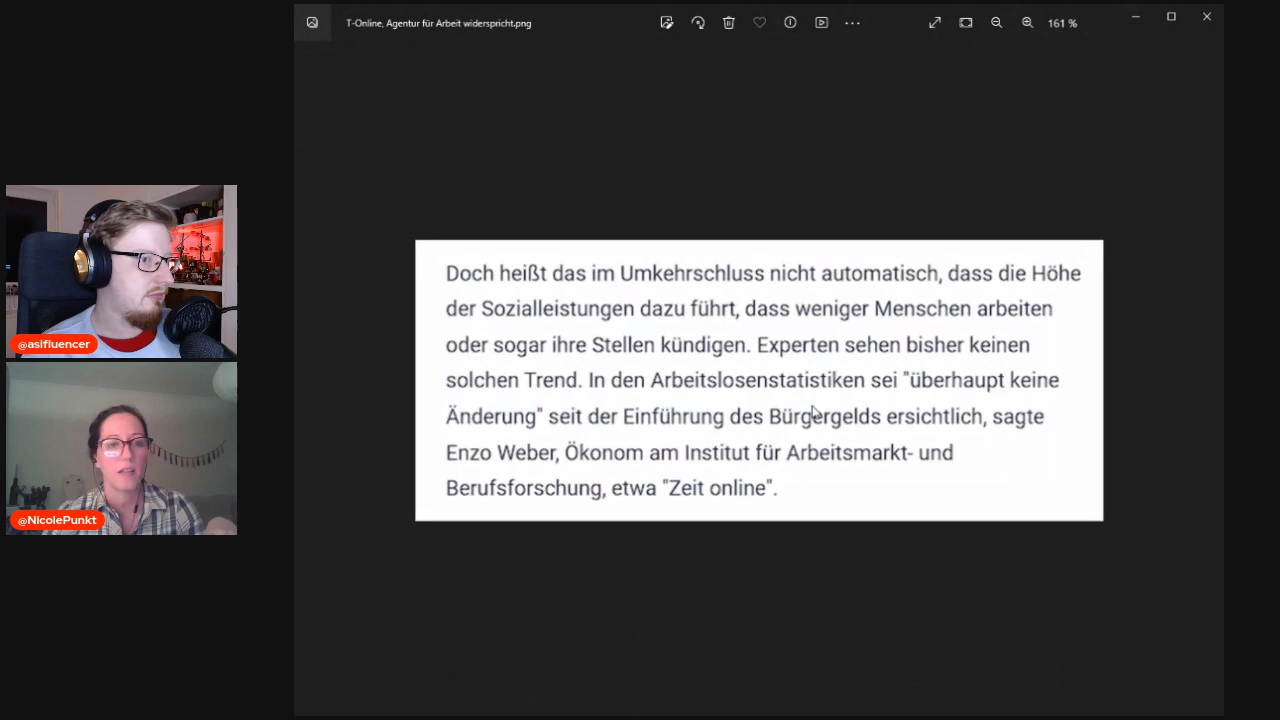 T-Online, Agentur für Arbeit widerspricht.png
161 %
Doch heißt das im Umkehrschluss nicht automatisch, dass die Höhe
der Sozialleistungen dazu führt, dass weniger Menschen arbeiten
oder sogar ihre Stellen kündigen. Experten sehen bisher keinen
solchen Trend. In den Arbeitslosenstatistiken sei "überhaupt keine
Änderung" seit der Einführung des Bürgergelds ersichtlich, sagte
Enzo Weber, Ökonom am Institut für Arbeitsmarkt- und
Berufsforschung, etwa "Zeit online".
@asifluencer
@NicolePunkt